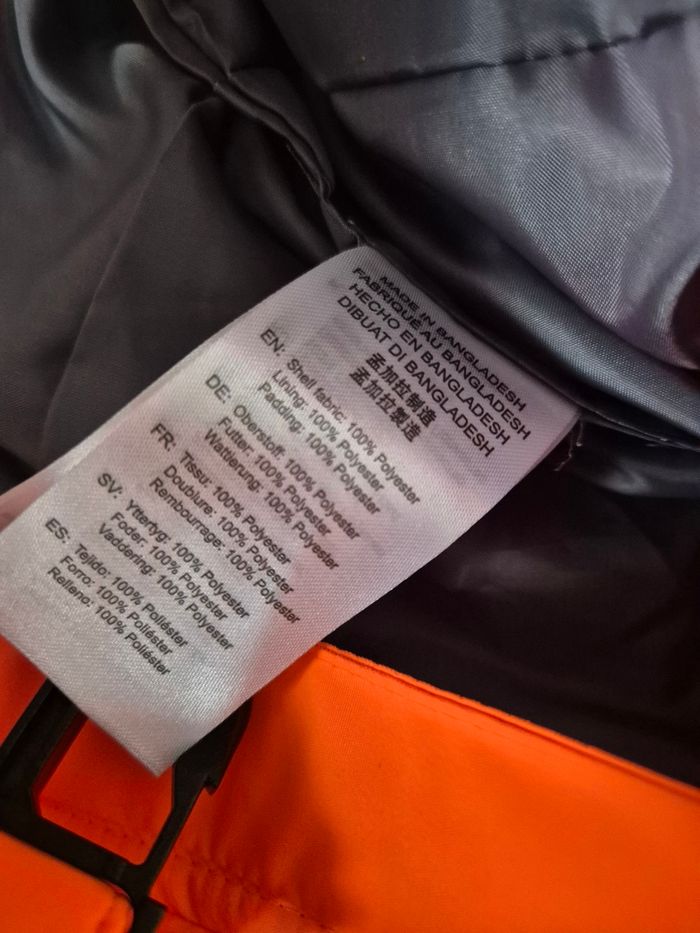 MADE IN BANGLADESH
FABRIQUÉ AU BANGLADESH
HECHO EN BANGLADESH
DIBUAT DI BANGLADESH
孟加拉制造
孟加拉製造
EN: Shell fabric: 100% Polyester
Lining: 100% Polyester
Padding: 100% Polyester
DE: Oberstoff: 100% Polyester
Futter: 100% Polyester
Wattierung: 100% Polyester
FR: Tissu: 100% Polyester
Doublure: 100% Polyester
Rembourrage: 100% Polyester
SV: Yttertyg: 100% Polyester
Foder: 100% Polyester
Vaddering: 100% Polyester
ES: Tejido: 100% Poliéster
Forro: 100% Poliéster
Relleno: 100% Poliéster